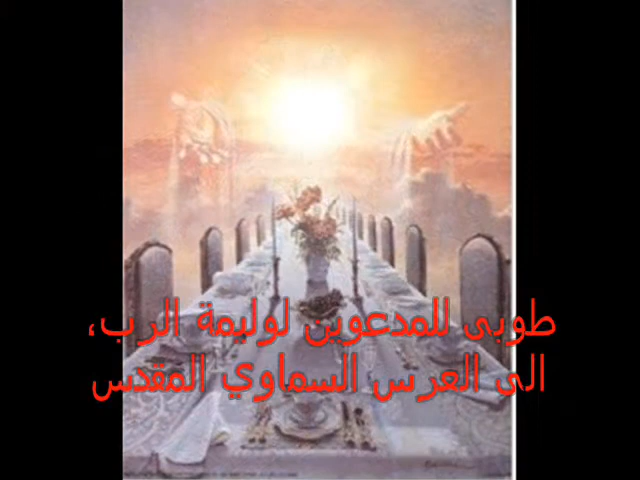 طوبى للمدعوين لوليمة الرب،
الى العرس السماوي المقدس